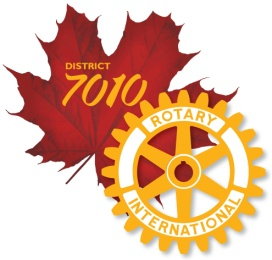 DISTRICT
7010
ROTARY
INTERNATIONAL